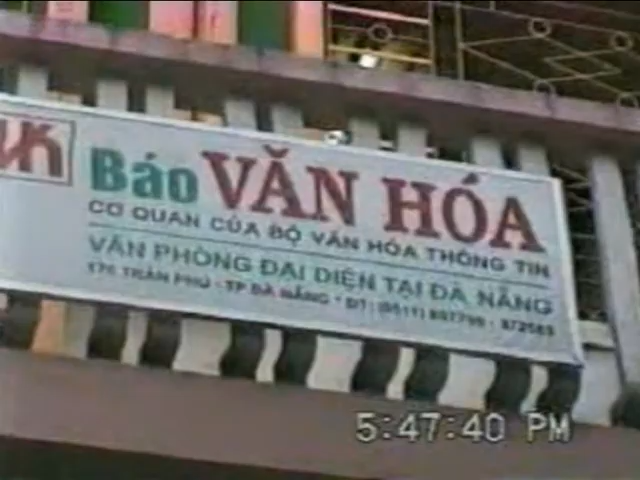 Báo VĂN HÓA
CƠ QUAN CỦA BỘ VĂN HÓA THÔNG TIN
VĂN PHÒNG ĐẠI DIỆN TẠI ĐÀ NẴNG
TRẦN PHÚ - TP ĐÀ NẴNG * ĐT: (0511)
5:47:40 PM